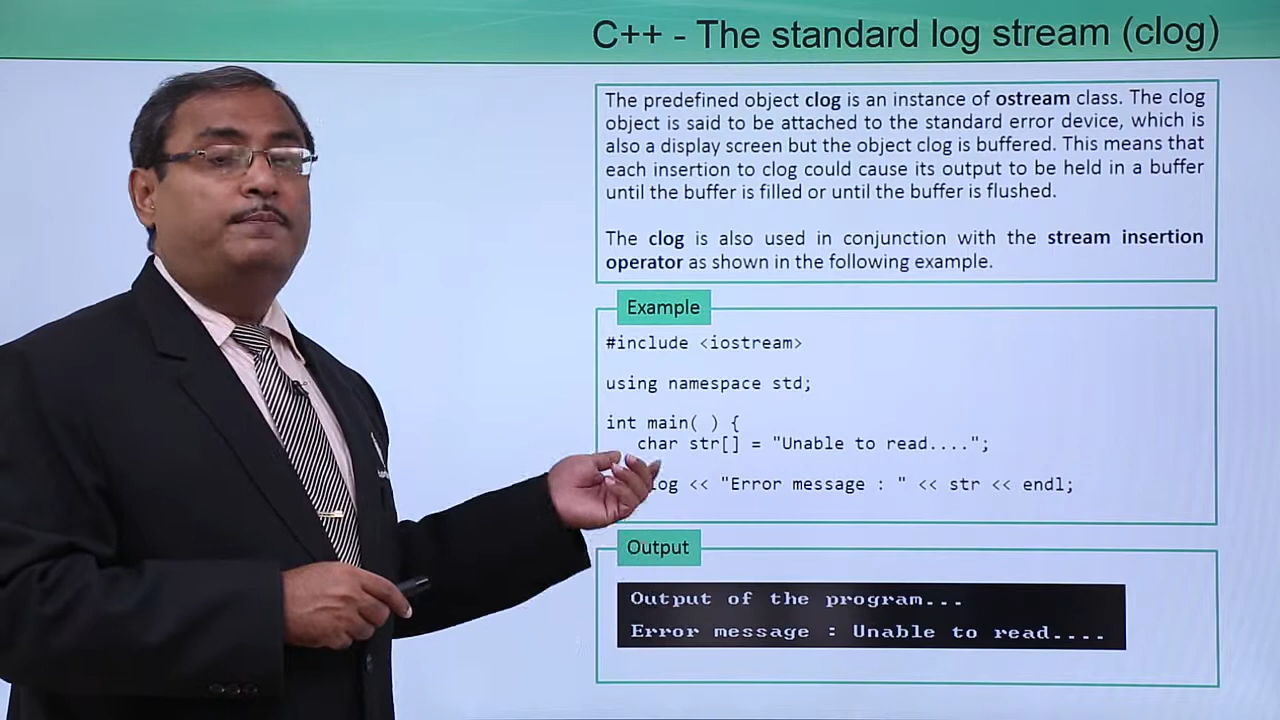 C++ - The standard log stream (clog)
The predefined object clog is an instance of ostream class. The clog
object is said to be attached to the standard error device, which is
also a display screen but the object clog is buffered. This means that
each insertion to clog could cause its output to be held in a buffer
until the buffer is filled or until the buffer is flushed.
The clog is also used in conjunction with the stream insertion
operator as shown in the following example.
Example
#include <iostream>
using namespace std;
int main( ) {
char str[] = "Unable to read....";
log << "Error message : " << str << endl;
Output
Output of the program...
Error message : Unable to read....